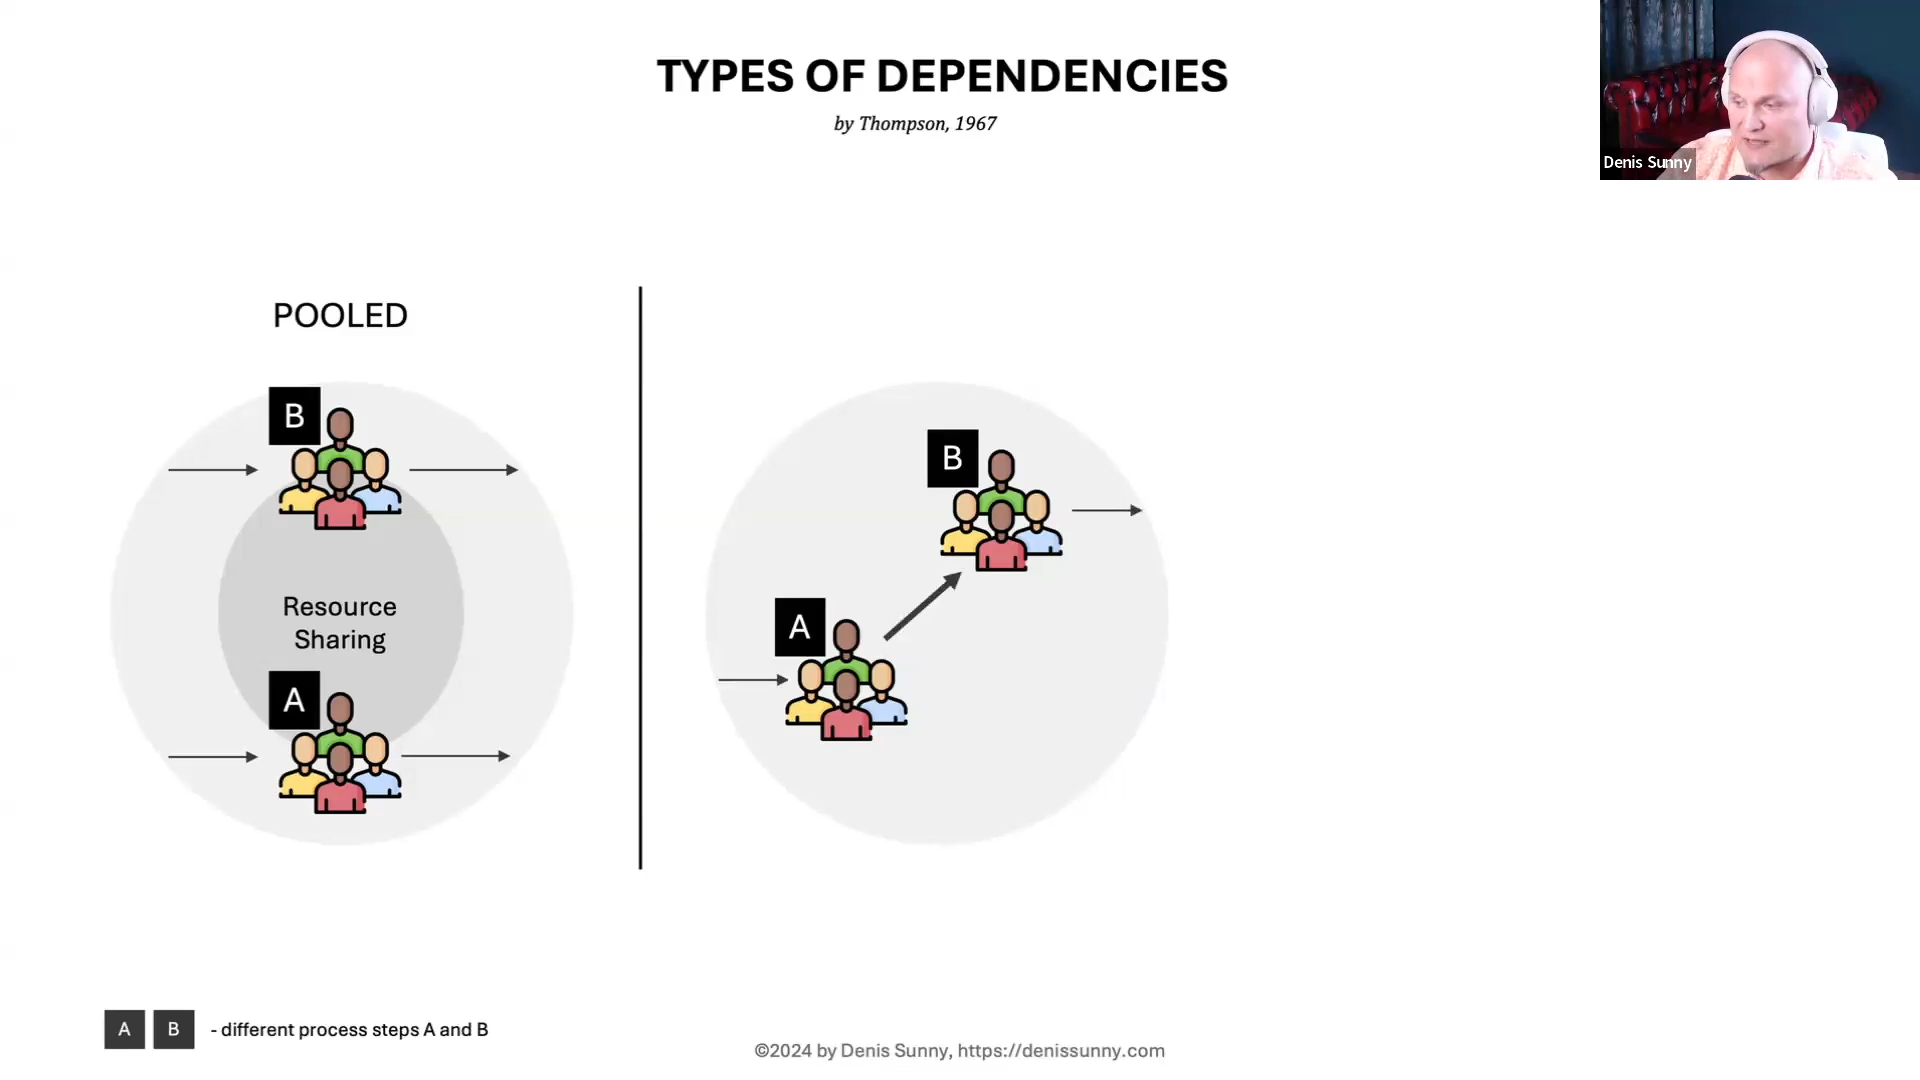 TYPES OF DEPENDENCIES
by Thompson, 1967
Denis Sunny
POOLED
B
Resource
Sharing
A
B
A
A B - different process steps A and B
©2024 by Denis Sunny, https://denissunny.com